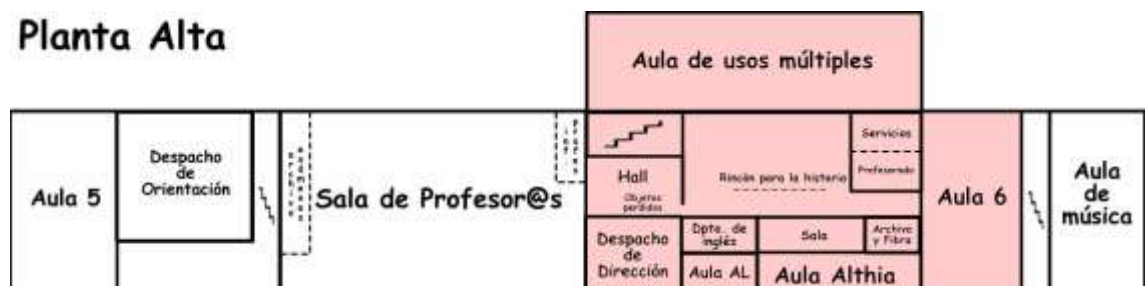 Planta Alta
Aula de usos múltiples
Aula 5
Despacho
de
Orientación
Sala de Profesor@s
Hall
Objetos
perdidos
Rincón para la historia
Servicios
Profesorado
Despacho
de
Dirección
Dpto. de
inglés
Sala
Archivo
y Fibra
Aula AL
Aula Althia
Aula 6
Aula
de
música